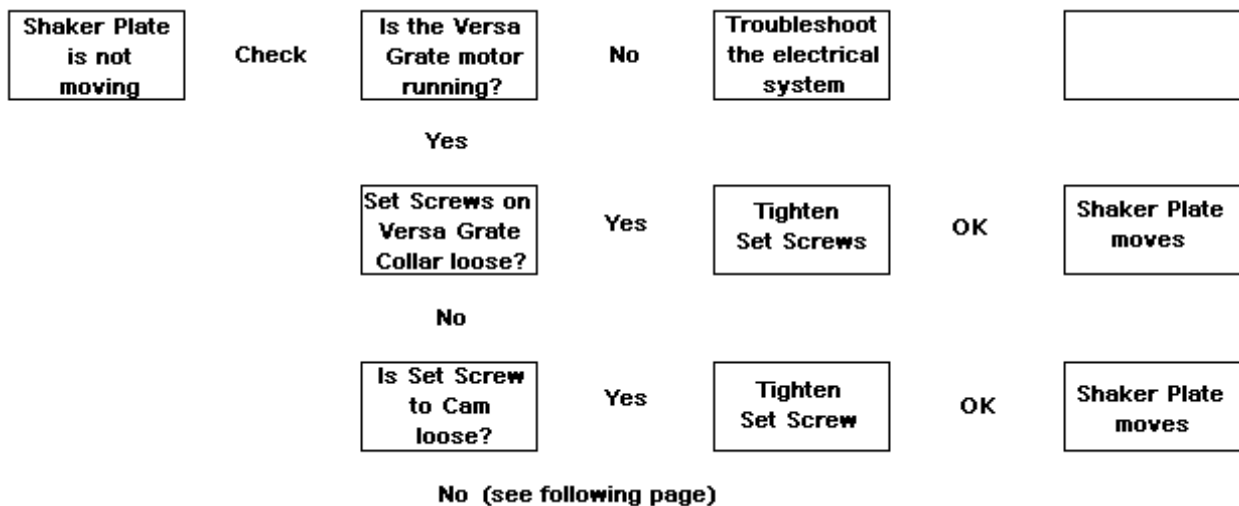 Shaker Plate
is not
moving
Check
Is the Versa
Grate motor
running?
No
Troubleshoot
the electrical
system
Yes
Set Screws on
Versa Grate
Collar loose?
Yes
Tighten
Set Screws
OK
Shaker Plate
moves
No
Is Set Screw
to Cam
loose?
Yes
Tighten
Set Screw
OK
Shaker Plate
moves
No (see following page)